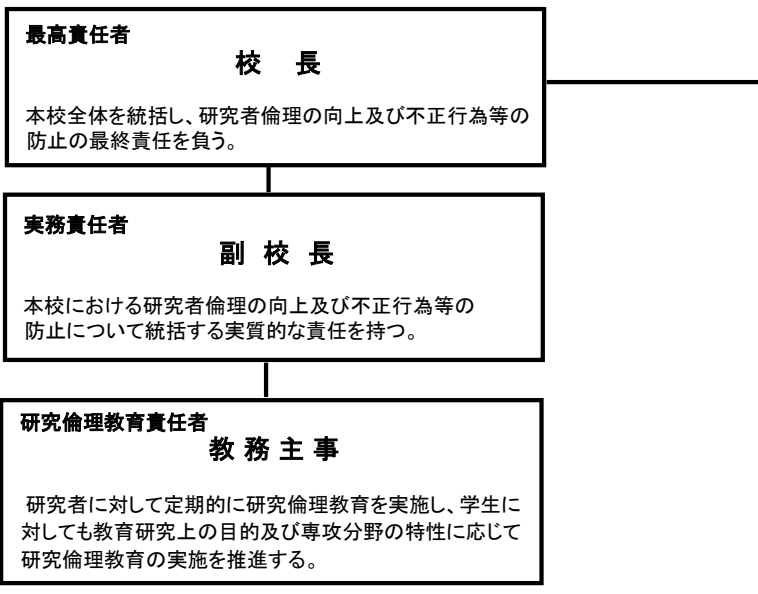 最高責任者
校 長
本校全体を統括し、研究者倫理の向上及び不正行為等の
防止の最終責任を負う。
実務責任者
副 校 長
本校における研究者倫理の向上及び不正行為等の
防止について統括する実質的な責任を持つ。
研究倫理教育責任者
教 務 主 事
研究者に対して定期的に研究倫理教育を実施し、学生に
対しても教育研究上の目的及び専攻分野の特性に応じて
研究倫理教育の実施を推進する。